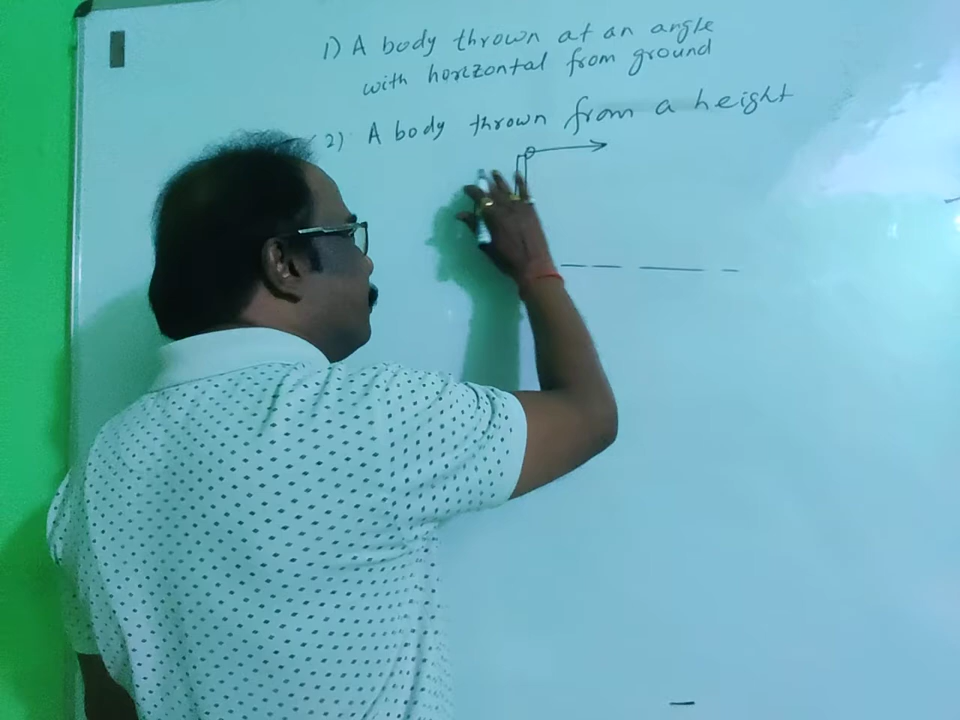 1) A body thrown at an angle
with horizontal from ground
2) A body thrown from a height